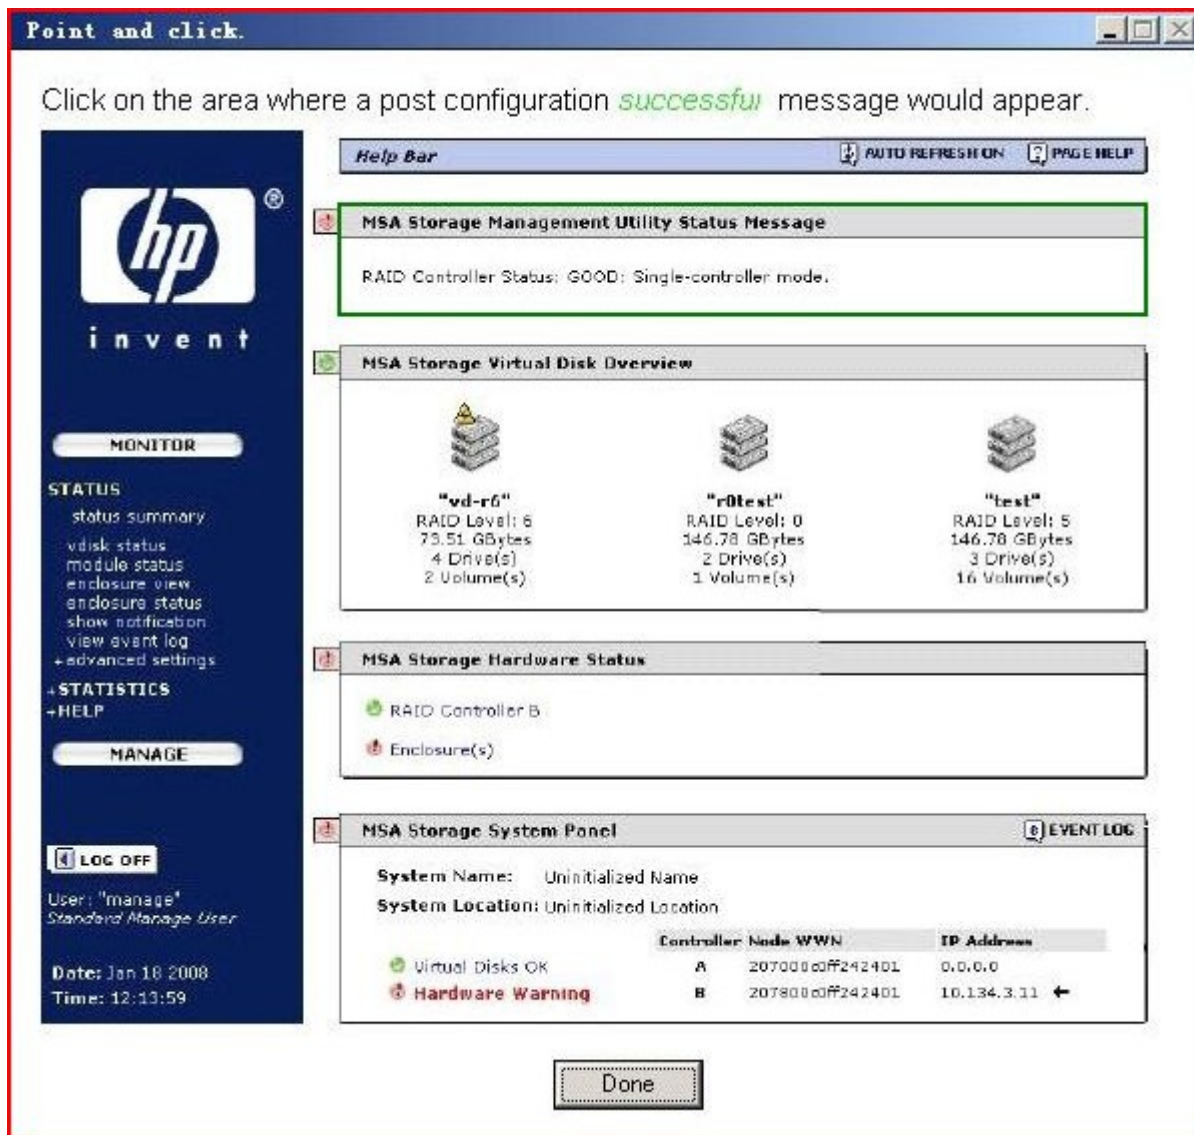 Point and click.
Click on the area where a post configuration successful message would appear.
hp
®
invent
MONITOR
STATUS
status summary
vdisk status
module status
enclosure view
enclosure status
show notification
view event log
+advanced settings
+STATISTICS
+HELP
MANAGE
LOG OFF
User: "manage"
Standard Manage User
Date: Jan 18 2008
Time: 12:13:59
Help Bar
AUTO REFRESH ON
? PAGE HELP
MSA Storage Management Utility Status Message
RAID Controller Status: GOOD: Single-controller mode.
MSA Storage Virtual Disk Overview
"vd-r6"
RAID Level: 6
73.51 GBytes
4 Drive(s)
2 Volume(s)
"r0test"
RAID Level: 0
146.78 GBytes
2 Drive(s)
1 Volume(s)
"test"
RAID Level: 5
146.78 GBytes
3 Drive(s)
16 Volume(s)
MSA Storage Hardware Status
RAID Controller B
Enclosure(s)
MSA Storage System Panel
EVENT LOG
System Name: Uninitialized Name
System Location: Uninitialized Location
Controller Node WWN IP Address
Virtual Disks OK A 207000c0ff242401 0.0.0.0
Hardware Warning B 207800c0ff242401 10.134.3.11 ←
Done